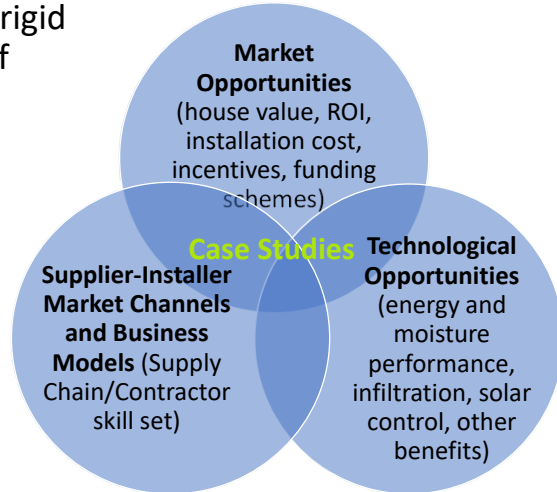 rigid
f
Market
Opportunities
(house value, ROI,
installation cost,
incentives, funding
schemes)
Case Studies
Supplier-Installer
Market Channels
and Business
Models (Supply
Chain/Contractor
skill set)
Technological
Opportunities
(energy and
moisture
performance,
infiltration, solar
control, other
benefits)